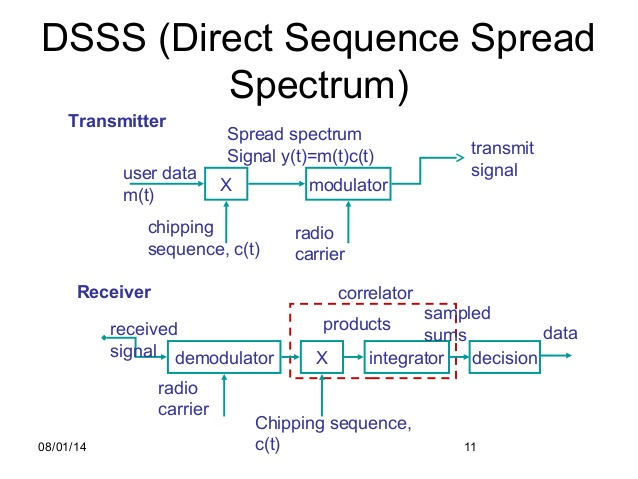 DSSS (Direct Sequence Spread
Spectrum)
Transmitter
Spread spectrum
Signal y(t)=m(t)c(t)
transmit
signal
user data
m(t)
X
modulator
chipping
sequence, c(t)
radio
carrier
Receiver
correlator
sampled
sums
products
data
received
signal
demodulator
X
integrator
decision
radio
carrier
Chipping sequence,
c(t)
08/01/14
11